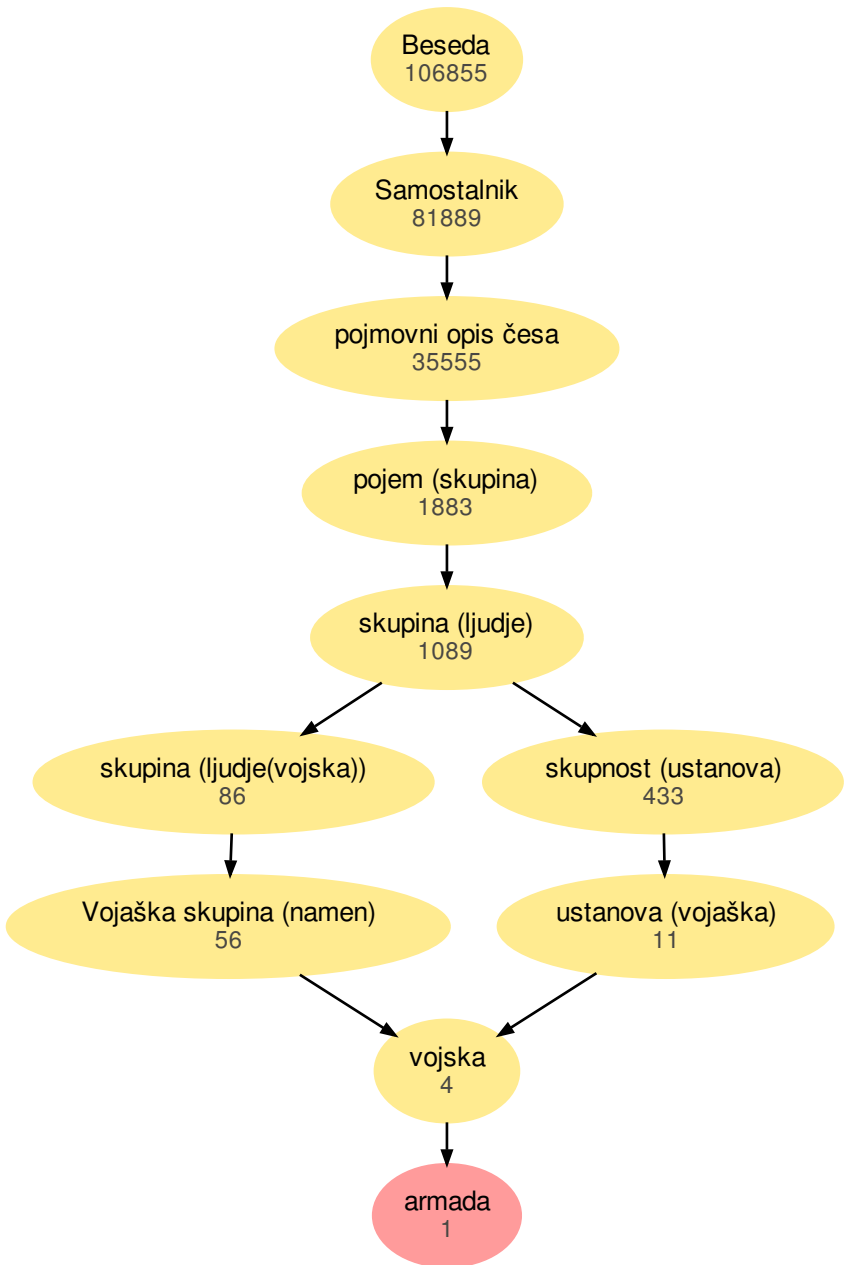 Beseda
106855
Samostalnik
81889
pojmovni opis česa
35555
pojem (skupina)
1883
skupina (ljudje)
1089
skupina (ljudje(vojska))
86
skupnost (ustanova)
433
Vojaška skupina (namen)
56
ustanova (vojaška)
11
vojska
4
armada
1